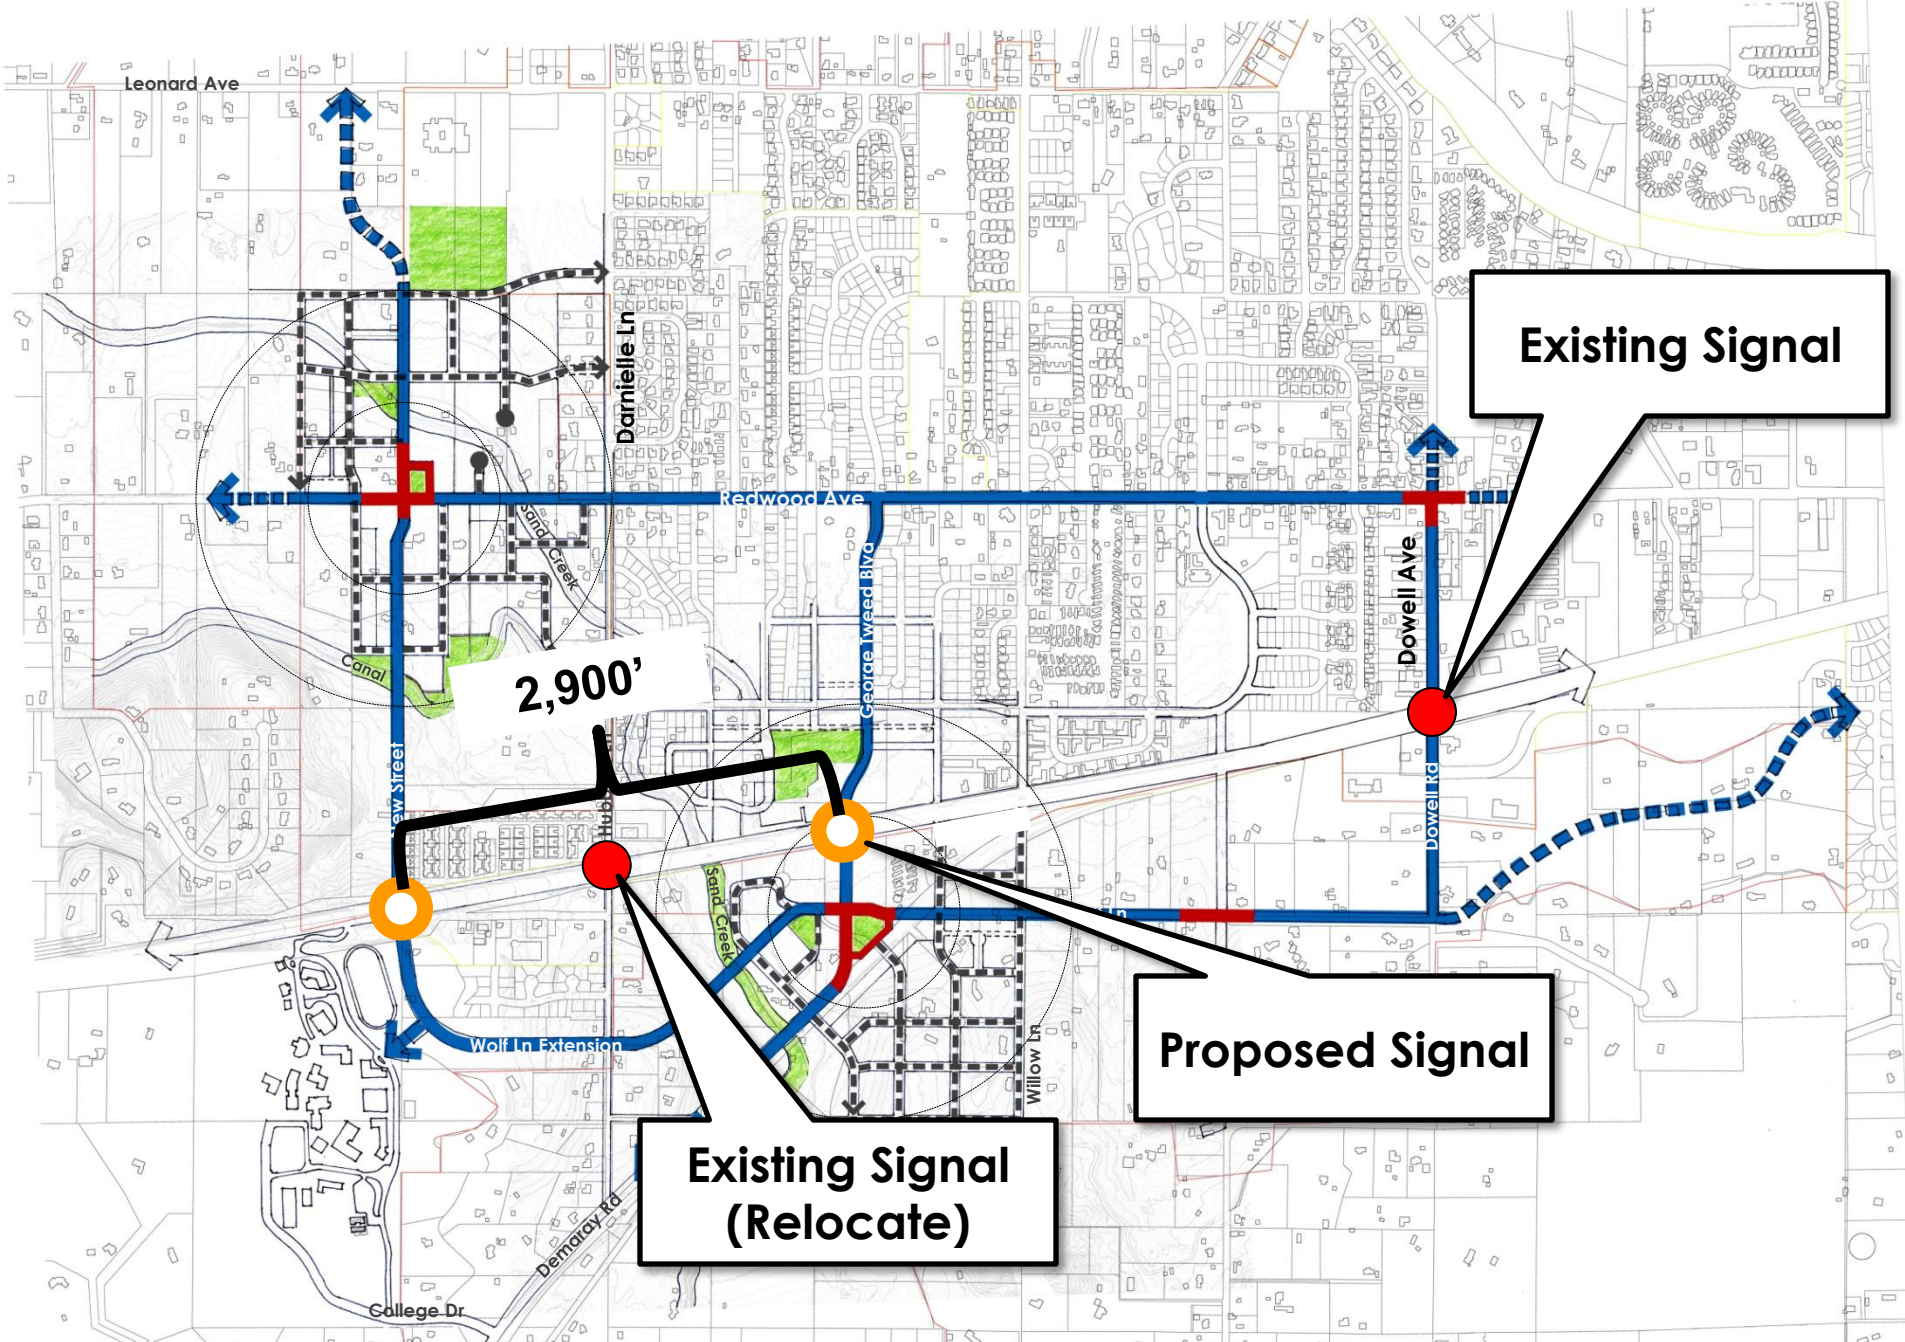 Leonard Ave
Darnielle Ln
Existing Signal
Redwood Ave
Sand Creek
George Tweed Blvd
Dowell Ave
Canal
2,900’
New Street
Dowell Rd
Sand Creek
Wolf Ln Extension
Willow Ln
Proposed Signal
Existing Signal
(Relocate)
Demaray Rd
College Dr